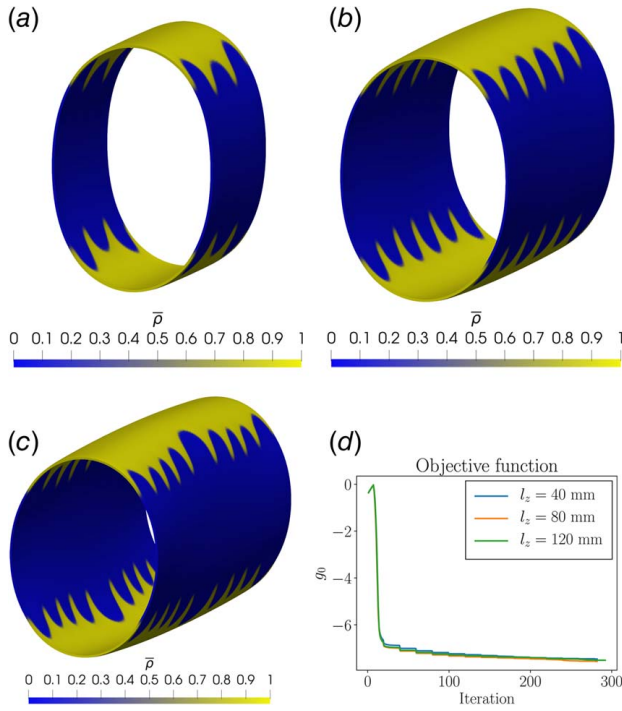 (a)
(b)
ρ̅
0 0.1 0.2 0.3 0.4 0.5 0.6 0.7 0.8 0.9 1
ρ̅
0 0.1 0.2 0.3 0.4 0.5 0.6 0.7 0.8 0.9 1
(c)
ρ̅
0 0.1 0.2 0.3 0.4 0.5 0.6 0.7 0.8 0.9 1
(d)
Objective function
l_z = 40 mm
l_z = 80 mm
l_z = 120 mm
0
−2
−4
−6
g₀
0 100 200 300
Iteration